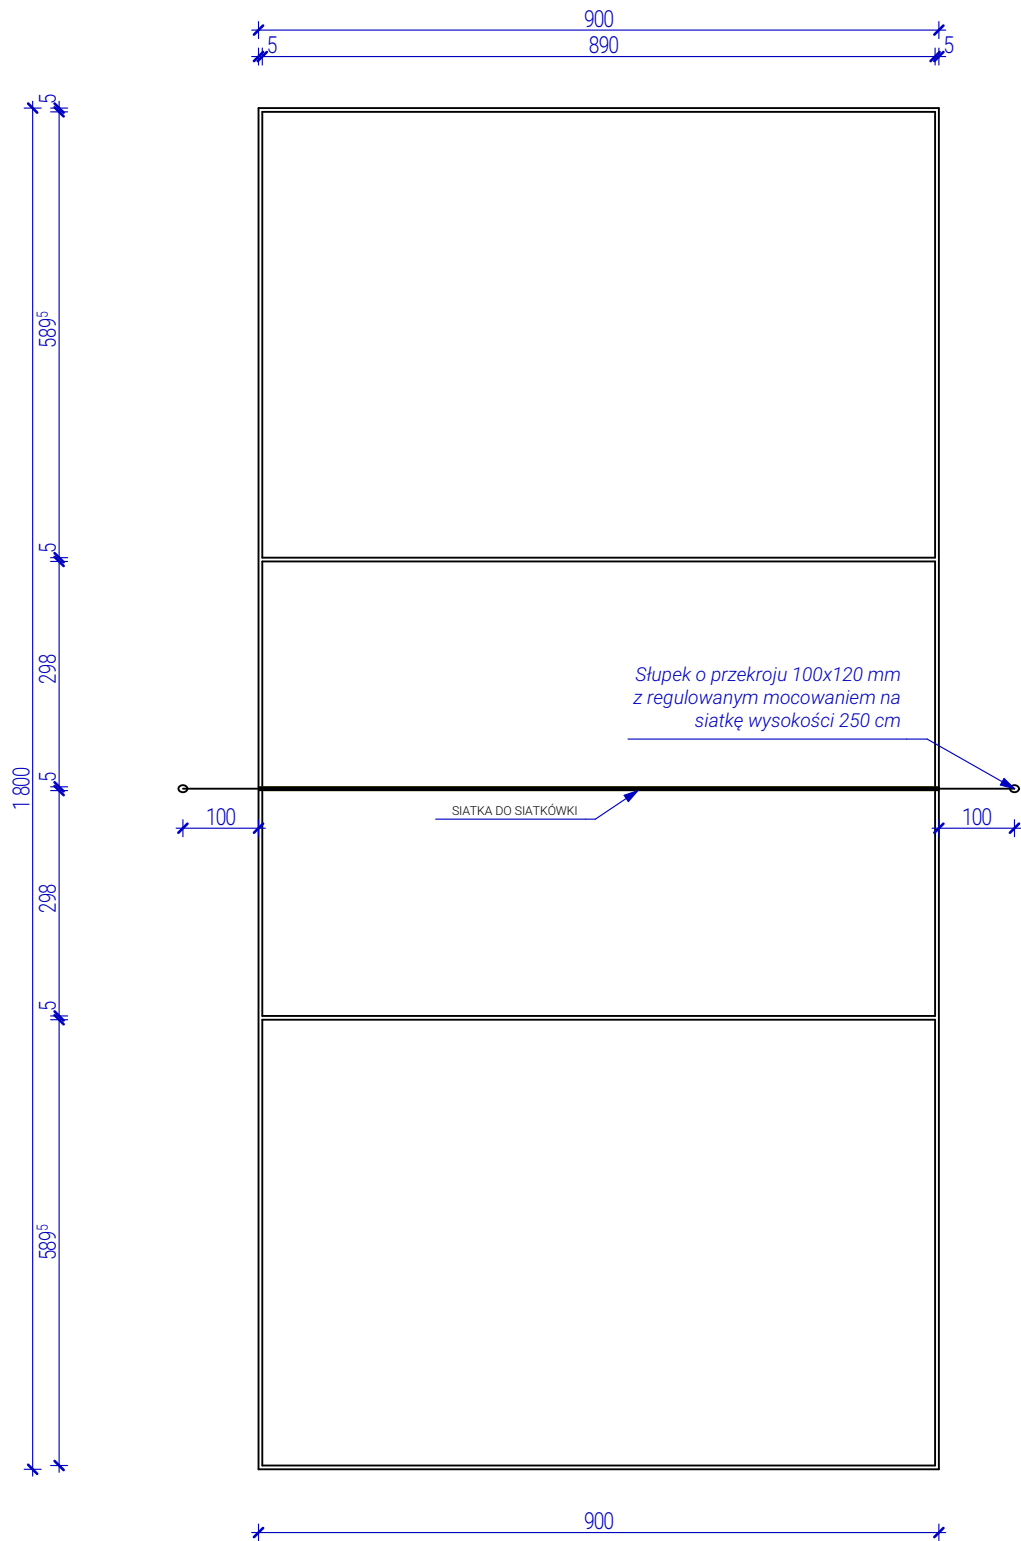 900
5 890 5
5
589⁵
5
298
Słupek o przekroju 100x120 mm
z regulowanym mocowaniem na
siatkę wysokości 250 cm
1 800
5
SIATKA DO SIATKÓWKI
100
100
298
5
589⁵
900